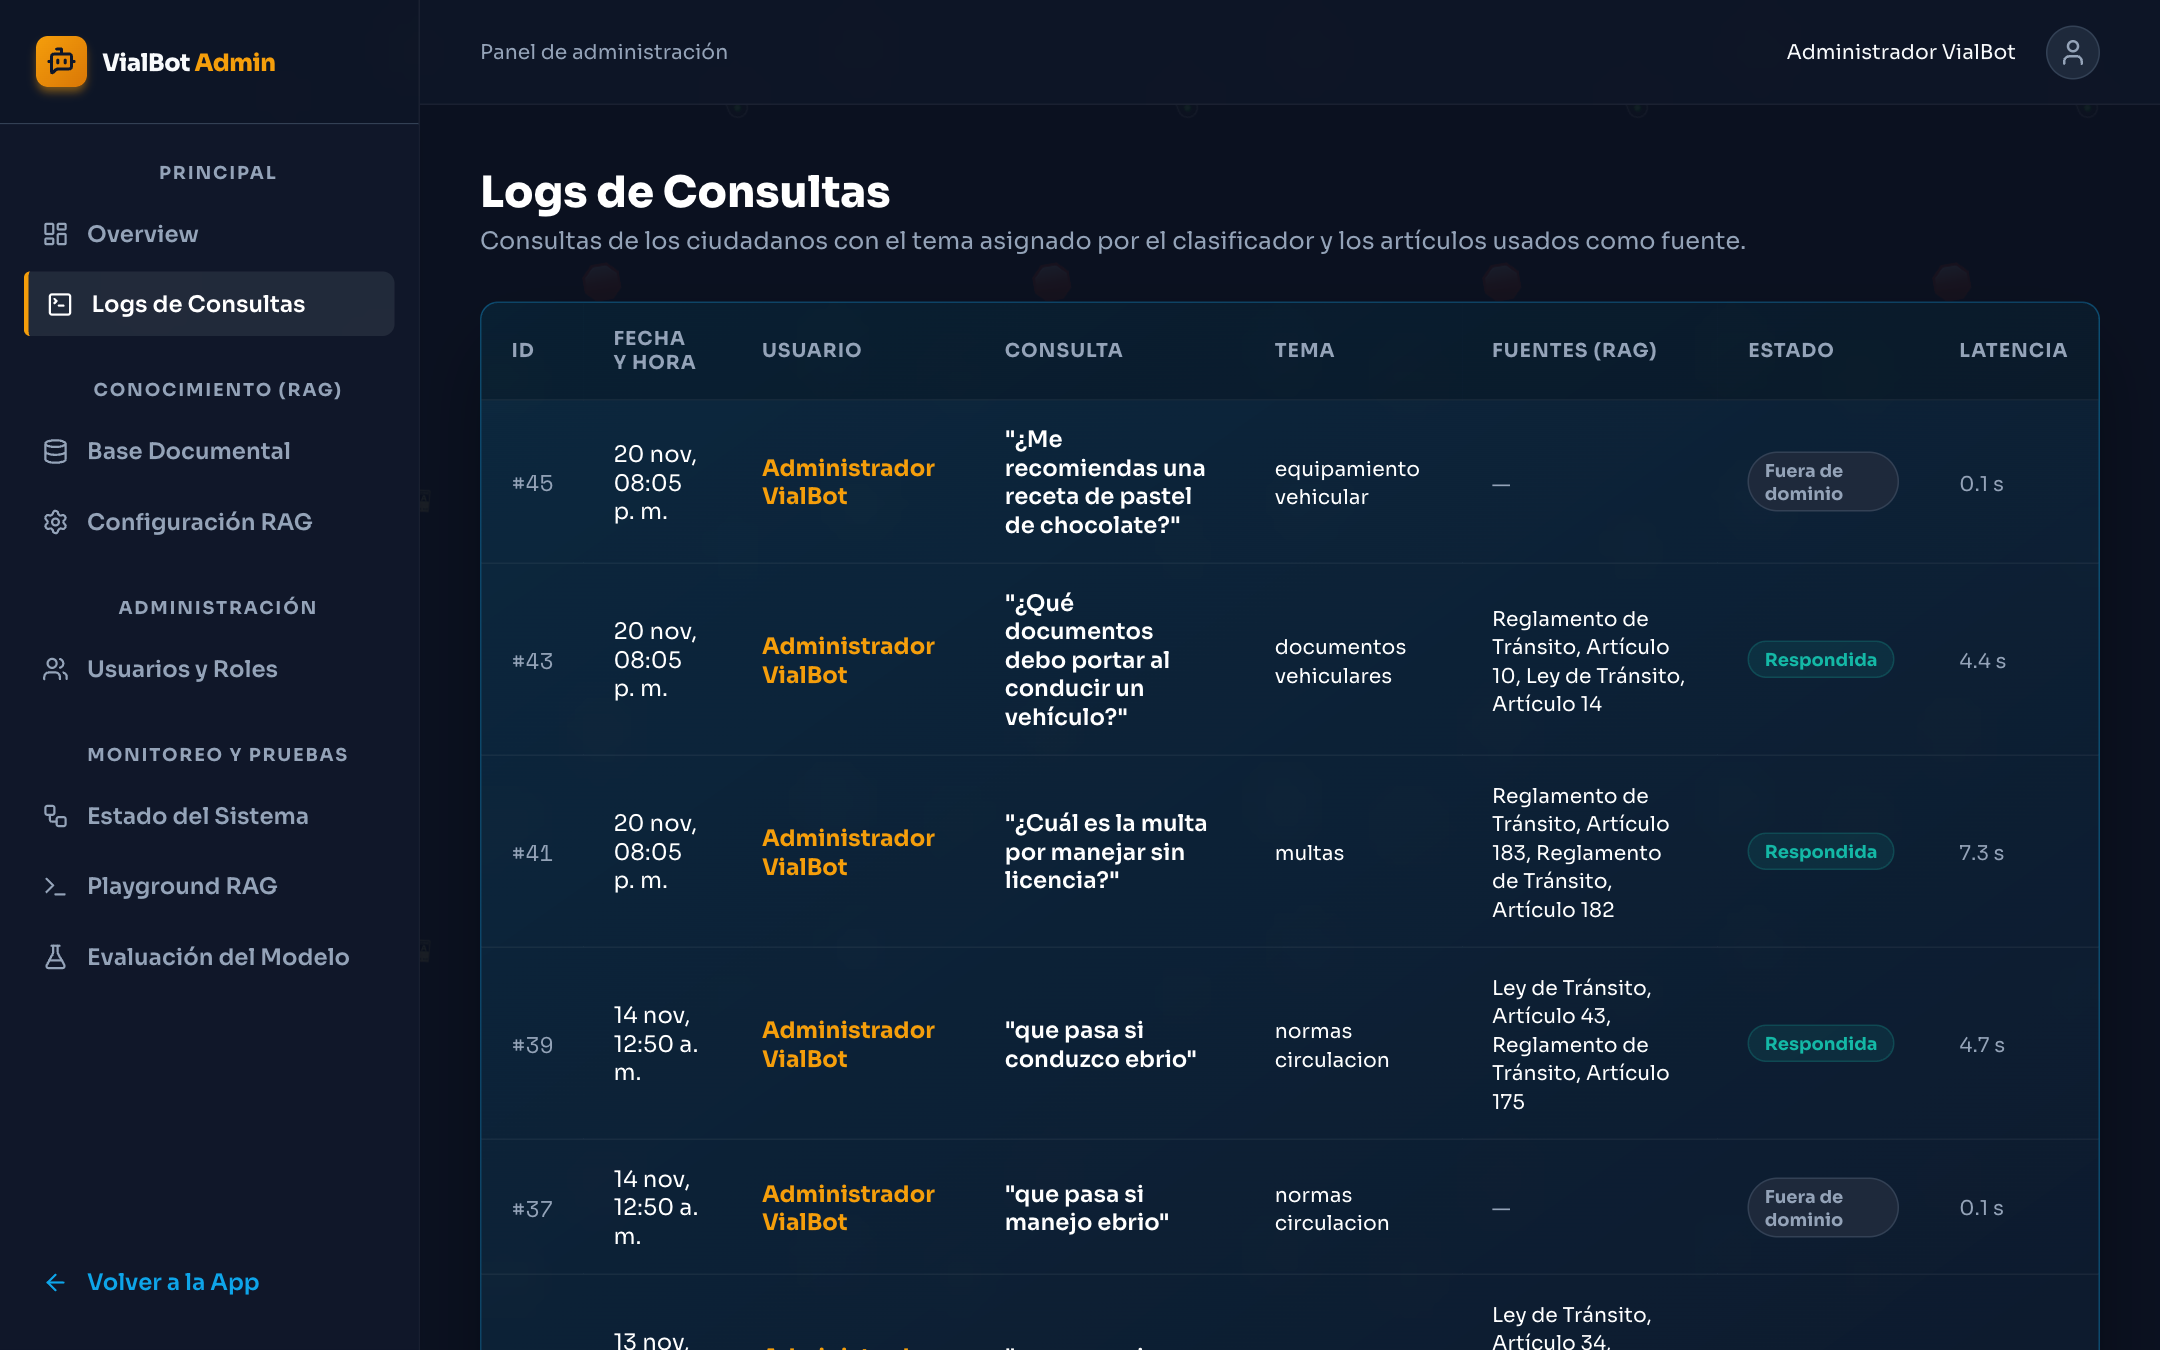 VialBot Admin
PRINCIPAL
Overview
Logs de Consultas
CONOCIMIENTO (RAG)
Base Documental
Configuración RAG
ADMINISTRACIÓN
Usuarios y Roles
MONITOREO Y PRUEBAS
Estado del Sistema
Playground RAG
Evaluación del Modelo
Volver a la App
Panel de administración
Administrador VialBot
Logs de Consultas
Consultas de los ciudadanos con el tema asignado por el clasificador y los artículos usados como fuente.
ID
FECHA
Y HORA
USUARIO
CONSULTA
TEMA
FUENTES (RAG)
ESTADO
LATENCIA
#45
20 nov,
08:05
p. m.
Administrador
VialBot
"¿Me
recomiendas una
receta de pastel
de chocolate?"
equipamiento
vehicular
—
Fuera de
dominio
0.1 s
#43
20 nov,
08:05
p. m.
Administrador
VialBot
"¿Qué
documentos
debo portar al
conducir un
vehículo?"
documentos
vehiculares
Reglamento de
Tránsito, Artículo
10, Ley de Tránsito,
Artículo 14
Respondida
4.4 s
#41
20 nov,
08:05
p. m.
Administrador
VialBot
"¿Cuál es la multa
por manejar sin
licencia?"
multas
Reglamento de
Tránsito, Artículo
183, Reglamento
de Tránsito,
Artículo 182
Respondida
7.3 s
#39
14 nov,
12:50 a.
m.
Administrador
VialBot
"que pasa si
conduzco ebrio"
normas
circulacion
Ley de Tránsito,
Artículo 43,
Reglamento de
Tránsito, Artículo
175
Respondida
4.7 s
#37
14 nov,
12:50 a.
m.
Administrador
VialBot
"que pasa si
manejo ebrio"
normas
circulacion
—
Fuera de
dominio
0.1 s
13 nov,
Ley de Tránsito,
Artículo 34,